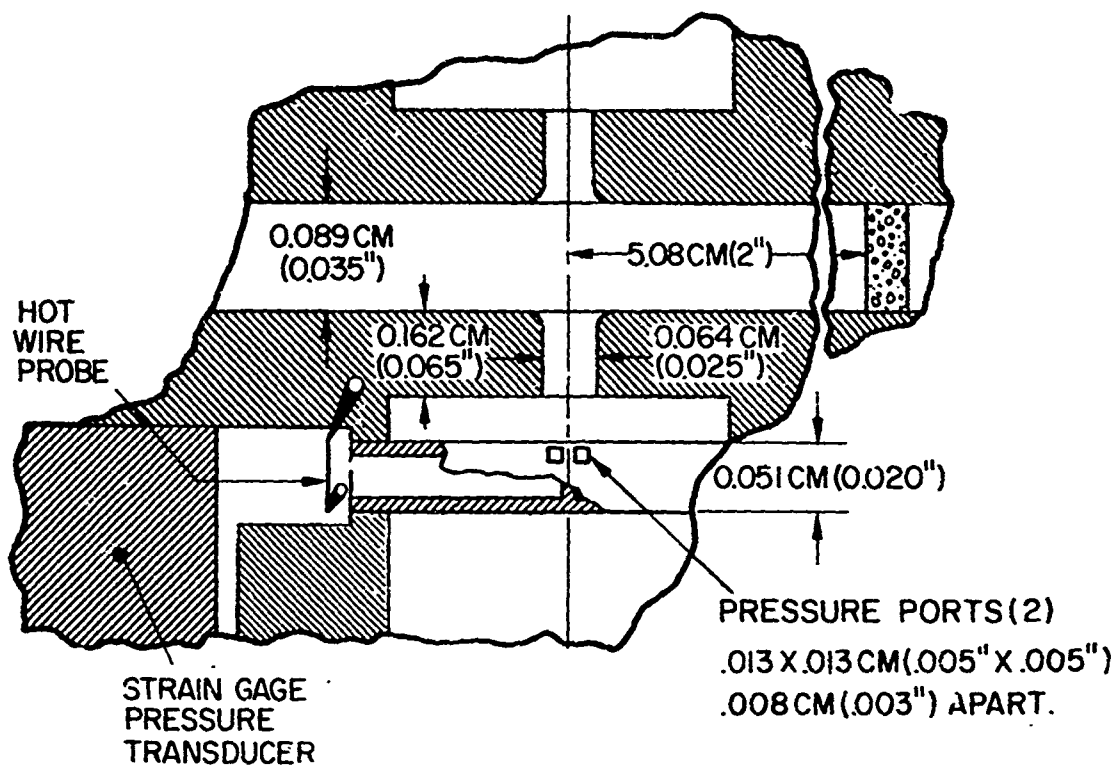 0.089 CM
(0.035")
5.08 CM (2")
HOT
WIRE
PROBE
0.162 CM
(0.065")
0.064 CM
(0.025")
0.051 CM (0.020")
PRESSURE PORTS (2)
.013 X .013 CM (.005" X .005")
.008 CM (.003") APART.
STRAIN GAGE
PRESSURE
TRANSDUCER